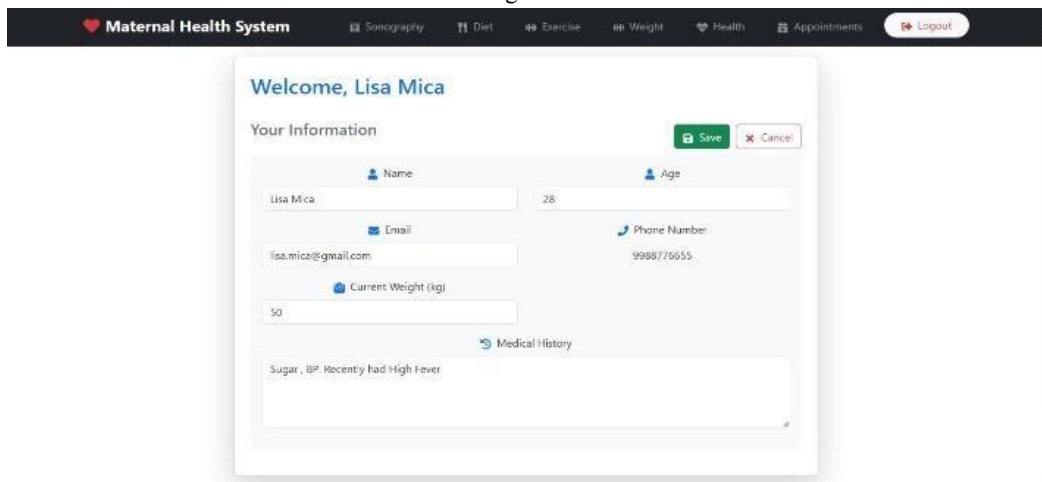 Maternal Health System Sonography Diet Exercise Weight Health Appointments Logout
Welcome, Lisa Mica
Your Information Save Cancel
Name Age
Lisa Mica 28
Email Phone Number
lisa.mica@gmail.com 9988776655
Current Weight (kg)
50
Medical History
Sugar , BP. Recently had High Fever